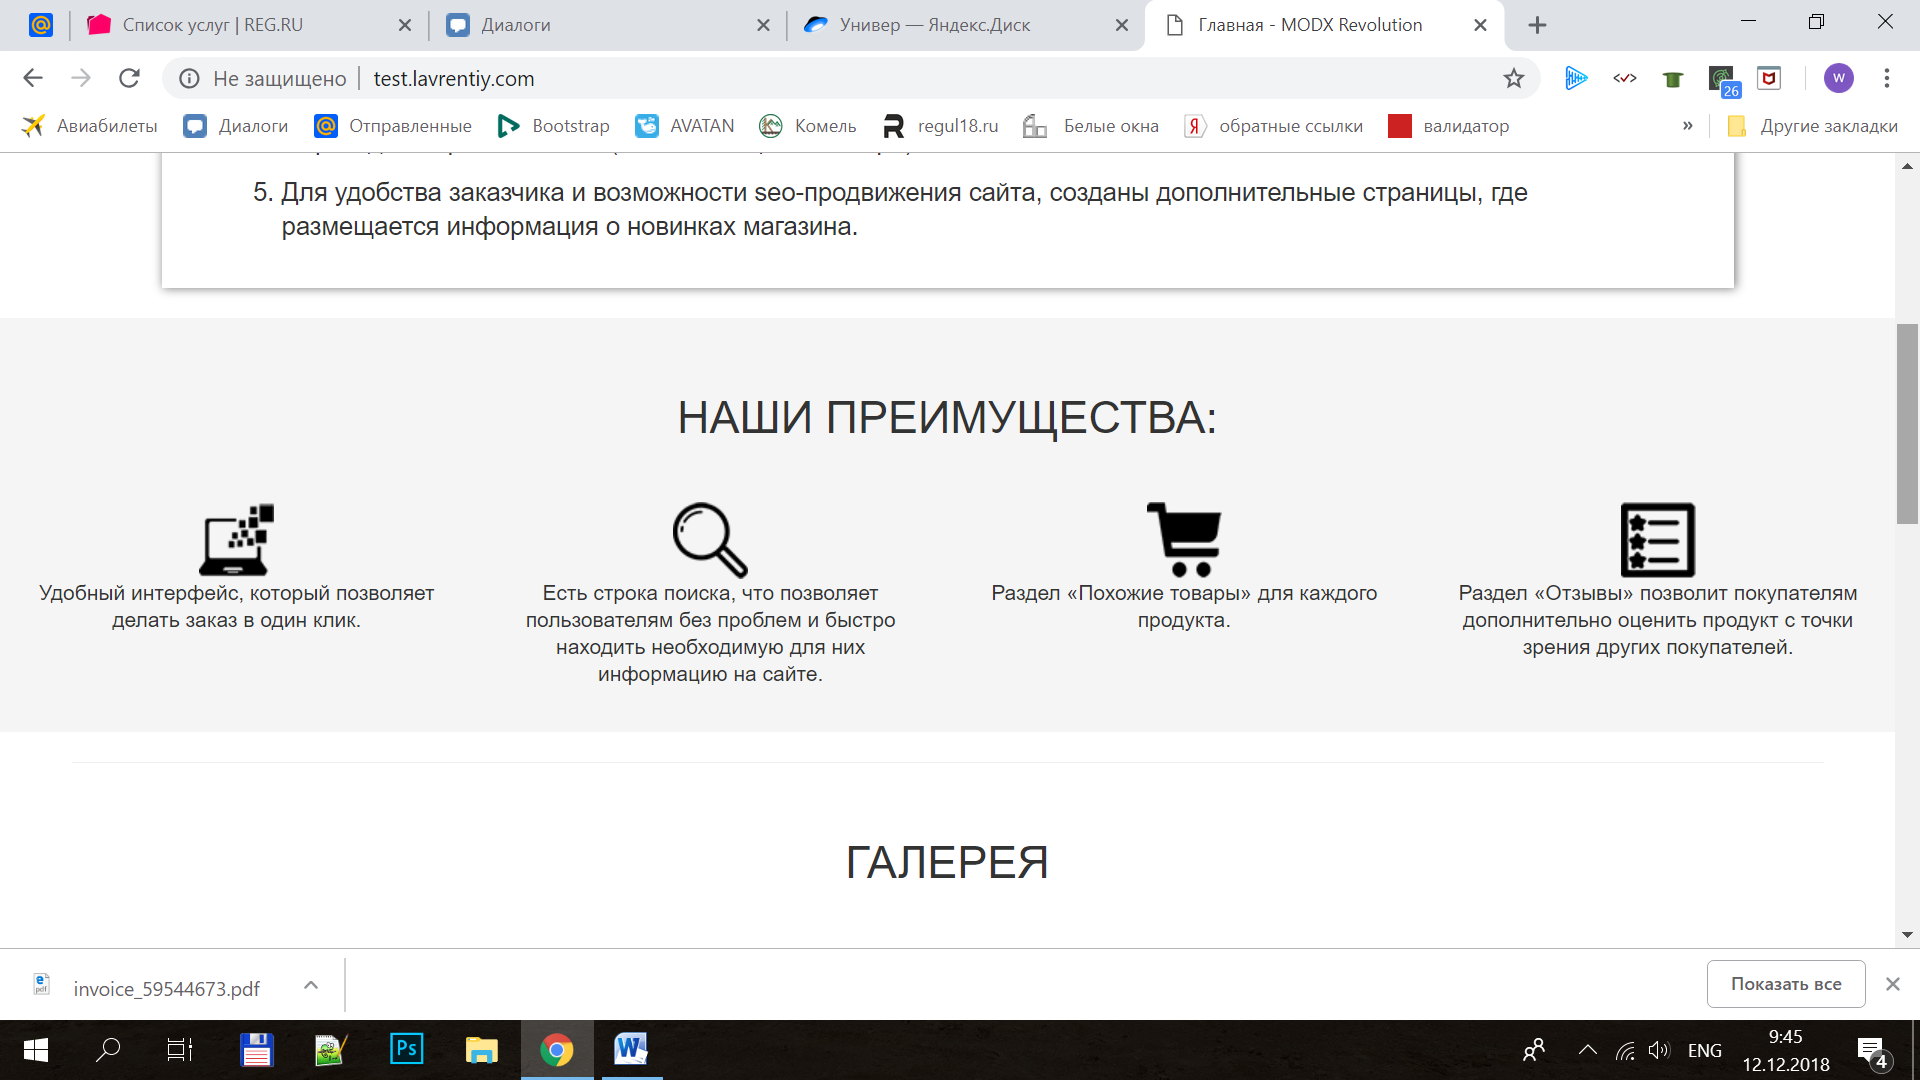 Список услуг | REG.RU
Диалоги
Универ — Яндекс.Диск
Главная - MODX Revolution
Не защищено
test.lavrentiy.com
26
W
Авиабилеты
Диалоги
Отправленные
Bootstrap
AVATAN
Комель
regul18.ru
Белые окна
обратные ссылки
валидатор
»
Другие закладки
5. Для удобства заказчика и возможности seo-продвижения сайта, созданы дополнительные страницы, где
размещается информация о новинках магазина.
НАШИ ПРЕИМУЩЕСТВА:
Удобный интерфейс, который позволяет
делать заказ в один клик.
Есть строка поиска, что позволяет
пользователям без проблем и быстро
находить необходимую для них
информацию на сайте.
Раздел «Похожие товары» для каждого
продукта.
Раздел «Отзывы» позволит покупателям
дополнительно оценить продукт с точки
зрения других покупателей.
ГАЛЕРЕЯ
invoice_59544673.pdf
Показать все
Ps
W
ENG
9:45
12.12.2018
4